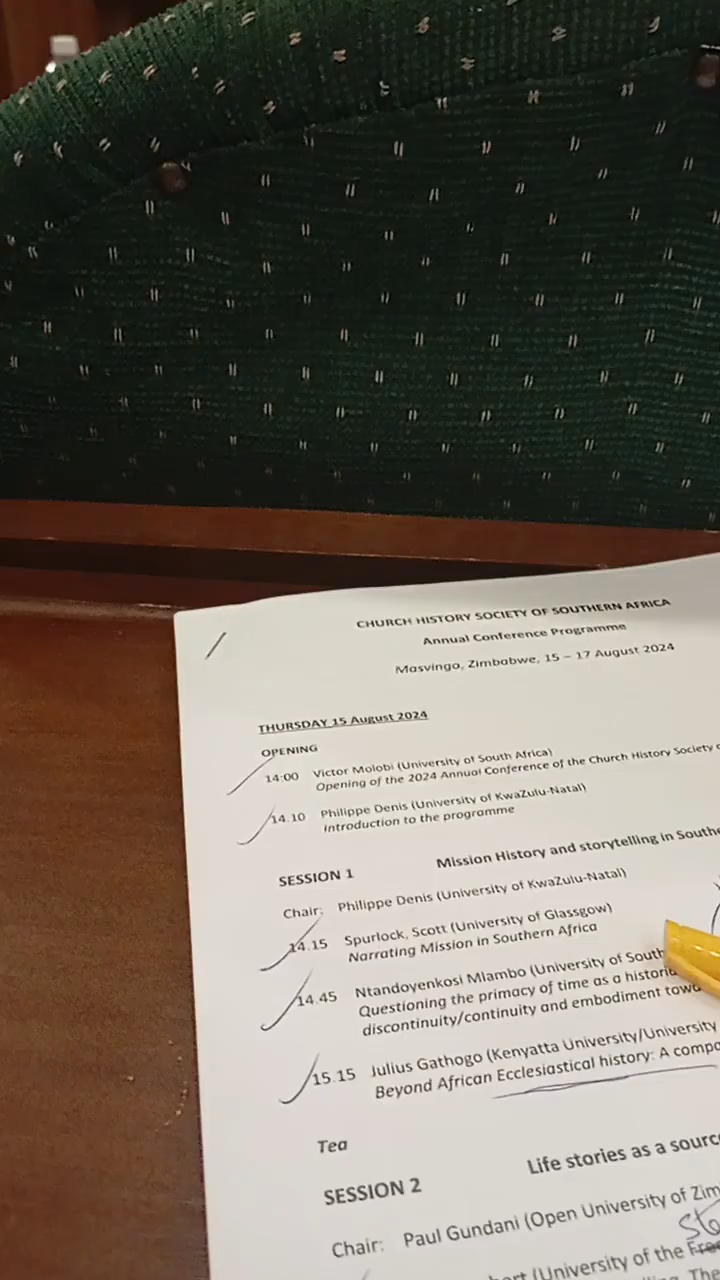 CHURCH HISTORY SOCIETY OF SOUTHERN AFRICA
Annual Conference Programme
Masvingo, Zimbabwe, 15 – 17 August 2024
THURSDAY 15 August 2024
OPENING
14:00 Victor Molobi (University of South Africa)
Opening of the 2024 Annual Conference of the Church History Society
14.10 Philippe Denis (University of KwaZulu-Natal)
Introduction to the programme
SESSION 1 Mission History and storytelling in
Chair: Philippe Denis (University of KwaZulu-Natal)
14.15 Spurlock, Scott (University of Glassgow)
Narrating Mission in Southern Africa
14.45 Ntandoyenkosi Mlambo (University of South
Questioning the primacy of time as a
discontinuity/continuity and embodiment
15.15 Julius Gathogo (Kenyatta University/University
Beyond African Ecclesiastical history: A
Tea
SESSION 2 Life stories as a
Chair: Paul Gundani (Open University of
(University of the